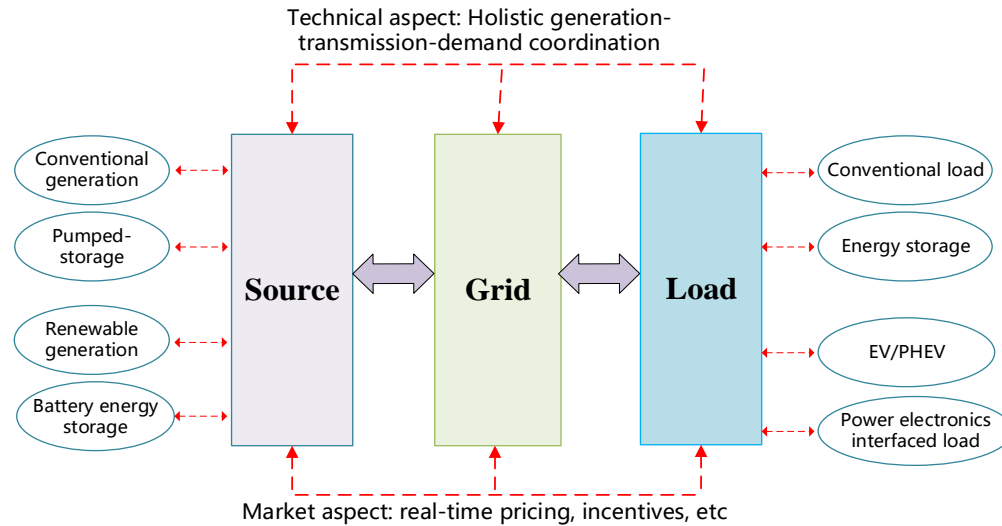 Technical aspect: Holistic generation-
transmission-demand coordination
Conventional
generation
Pumped-
storage
Renewable
generation
Battery energy
storage
Source
Grid
Load
Conventional load
Energy storage
EV/PHEV
Power electronics
interfaced load
Market aspect: real-time pricing, incentives, etc